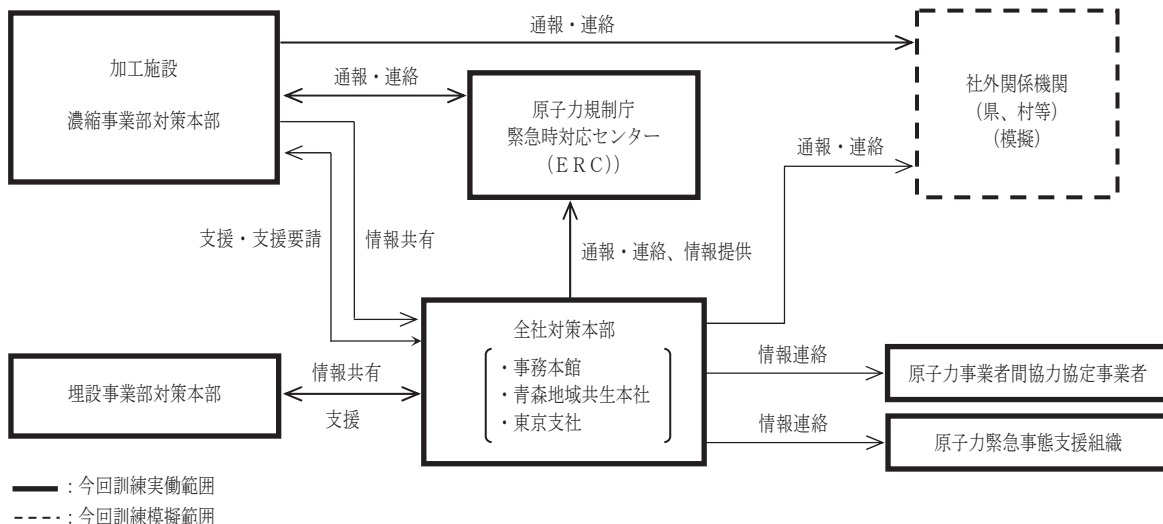 通報・連絡
加工施設
濃縮事業部対策本部
通報・連絡
原子力規制庁
緊急時対応センター
(ERC))
社外関係機関
(県、村等)
(模擬)
通報・連絡
支援・支援要請
情報共有
通報・連絡、情報提供
全社対策本部
・事務本館
・青森地域共生本社
・東京支社
埋設事業部対策本部
情報共有
支援
情報連絡
原子力事業者間協力協定事業者
情報連絡
原子力緊急事態支援組織
：今回訓練実働範囲
：今回訓練模擬範囲